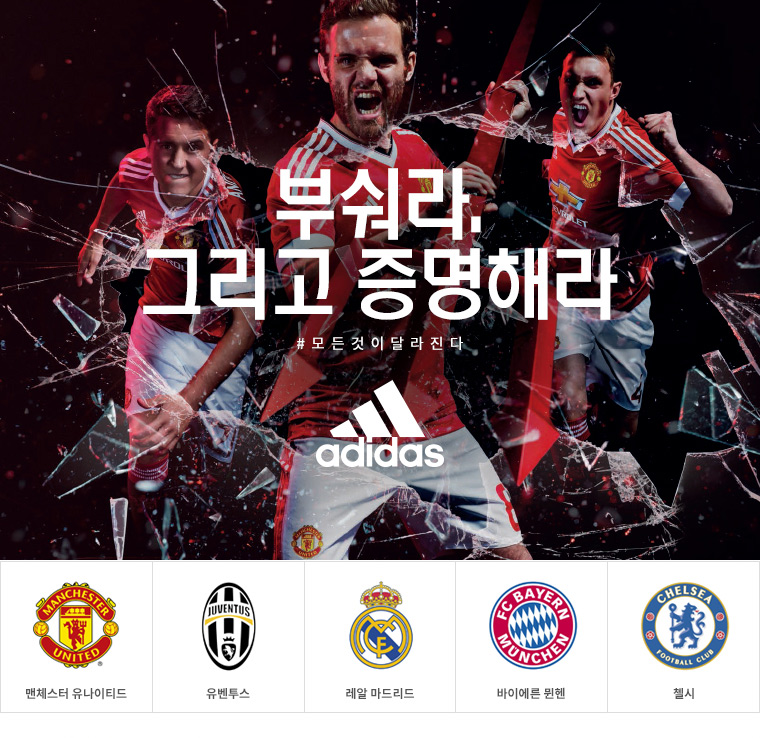 부숴라.
그리고 증명해라
#모든것이달라진다
adidas
CHEVROLET
8
MANCHESTER
UNITED
®
JUVENTUS
FC BAYERN
MÜNCHEN
CHELSEA
FOOTBALL CLUB
맨체스터 유나이티드
유벤투스
레알 마드리드
바이에른 뮌헨
첼시